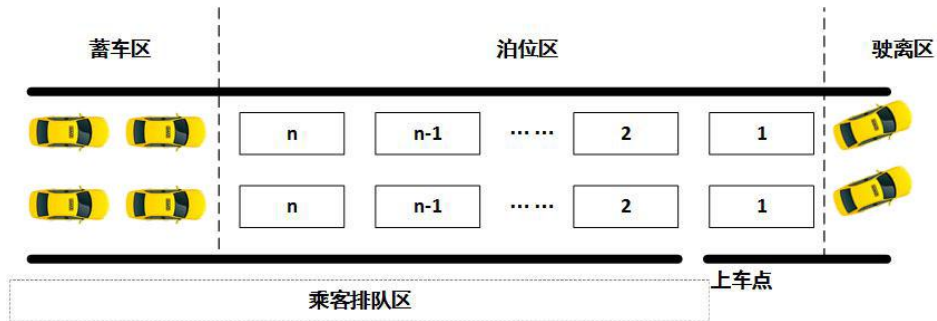 蓄车区 泊位区 驶离区
n n-1 …… 2 1
n n-1 …… 2 1
上车点
乘客排队区